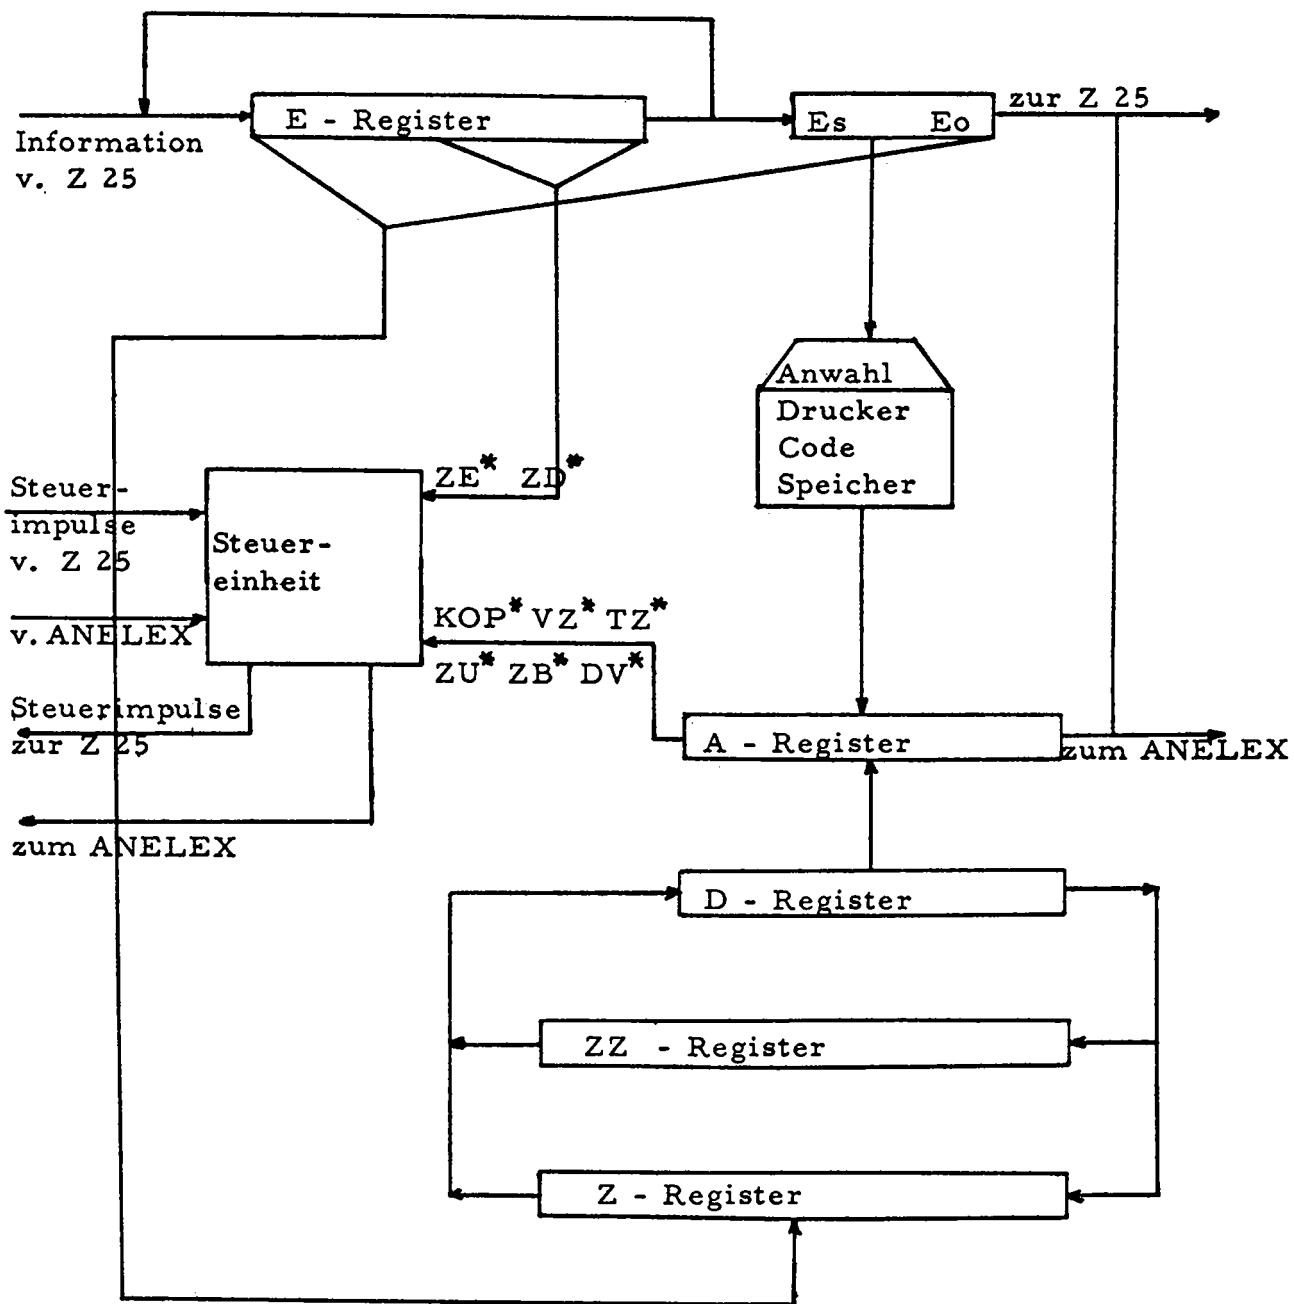 zur Z 25
E - Register
Es Eo
Information
v. Z 25
Anwahl
Drucker
Code
Speicher
ZE* ZD*
Steuer-
impulse
v. Z 25
Steuer-
einheit
KOP* VZ* TZ*
v. ANELEX
ZU* ZB* DV*
Steuerimpulse
zur Z 25
A - Register
zum ANELEX
zum ANELEX
D - Register
ZZ - Register
Z - Register